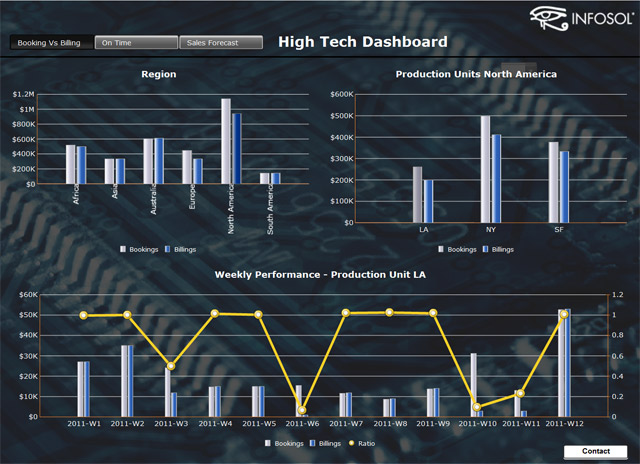 INFOSOL
Booking Vs Billing
On Time
Sales Forecast
High Tech Dashboard
Region
$1.2M
$1M
$800K
$600K
$400K
$200K
$0
Africa
Asia
Australia
Europe
North America
South America
Bookings Billings
Production Units North America
$600K
$500K
$400K
$300K
$200K
$100K
$0
LA NY SF
Bookings Billings
Weekly Performance - Production Unit LA
$60K
$50K
$40K
$30K
$20K
$10K
$0
1.2
1
0.8
0.6
0.4
0.2
0
2011-W1 2011-W2 2011-W3 2011-W4 2011-W5 2011-W6 2011-W7 2011-W8 2011-W9 2011-W10 2011-W11 2011-W12
Bookings Billings Ratio
Contact